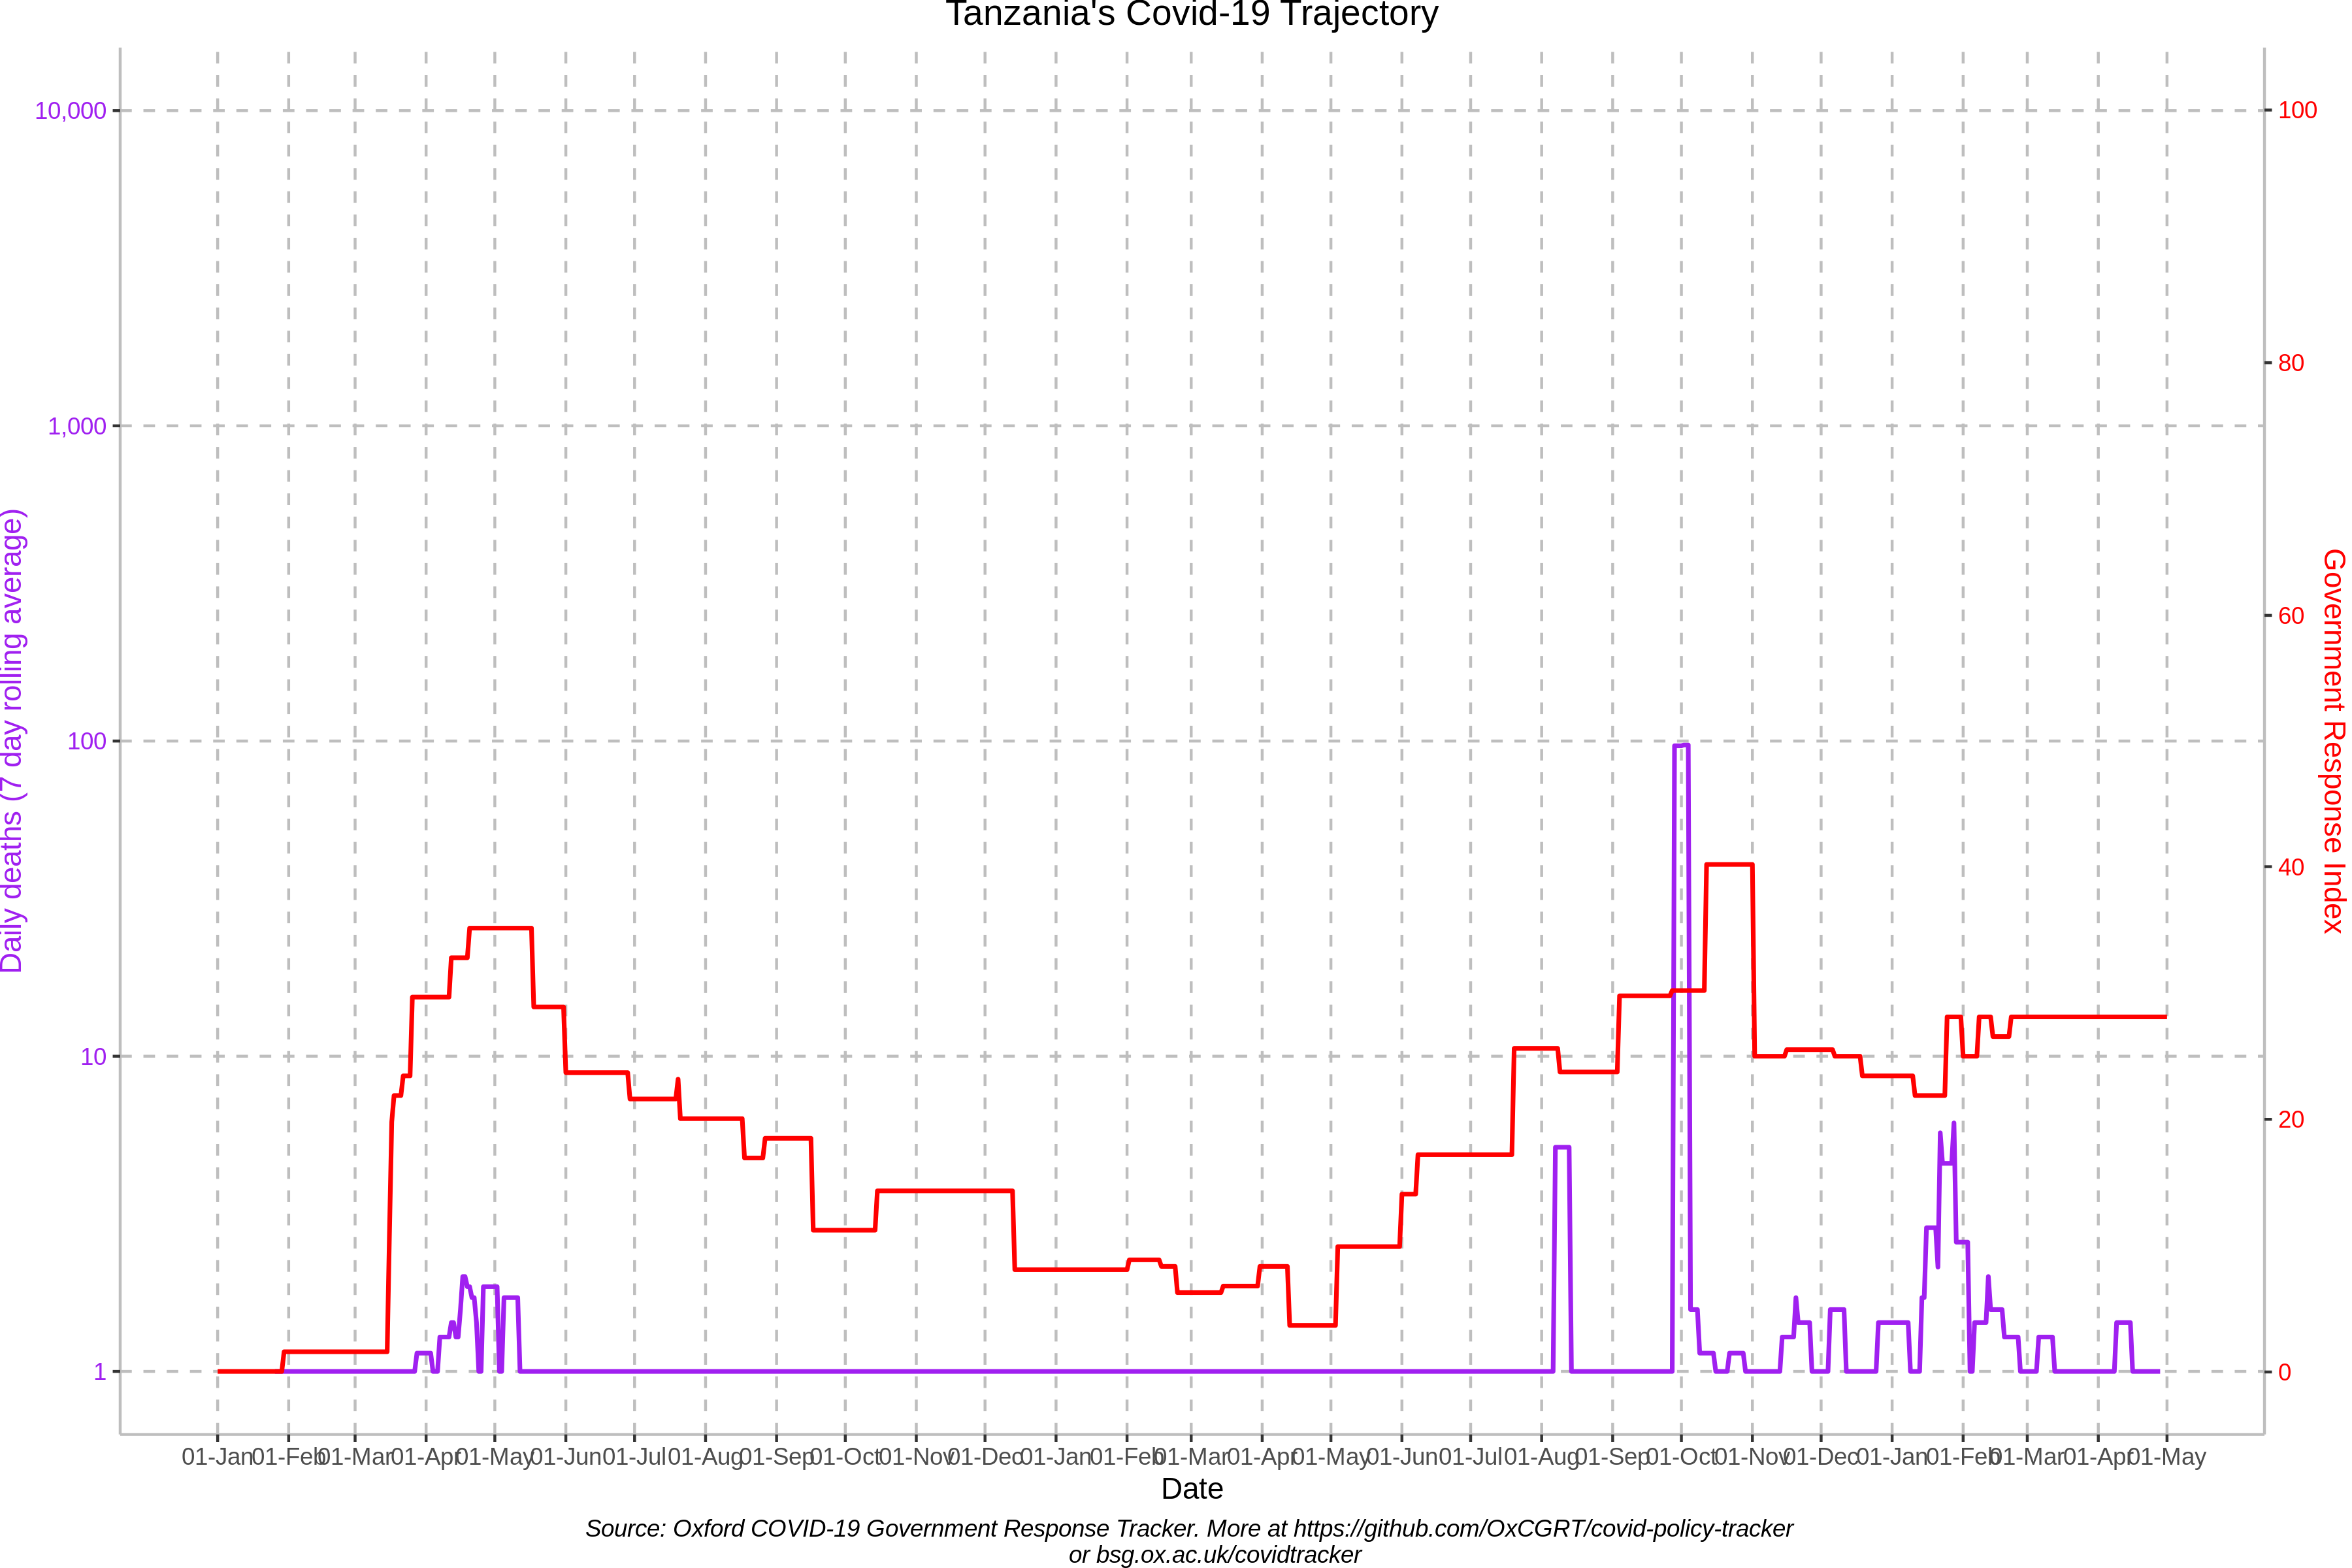 Tanzania's Covid-19 Trajectory
10,000
1,000
100
10
1
Daily deaths (7 day rolling average)
100
80
60
40
20
0
Government Response Index
01-Jan 01-Feb 01-Mar 01-Apr 01-May 01-Jun 01-Jul 01-Aug 01-Sep 01-Oct 01-Nov 01-Dec 01-Jan 01-Feb 01-Mar 01-Apr 01-May 01-Jun 01-Jul 01-Aug 01-Sep 01-Oct 01-Nov 01-Dec 01-Jan 01-Feb 01-Mar 01-Apr 01-May
Date
Source: Oxford COVID-19 Government Response Tracker. More at https://github.com/OxCGRT/covid-policy-tracker
or bsg.ox.ac.uk/covidtracker